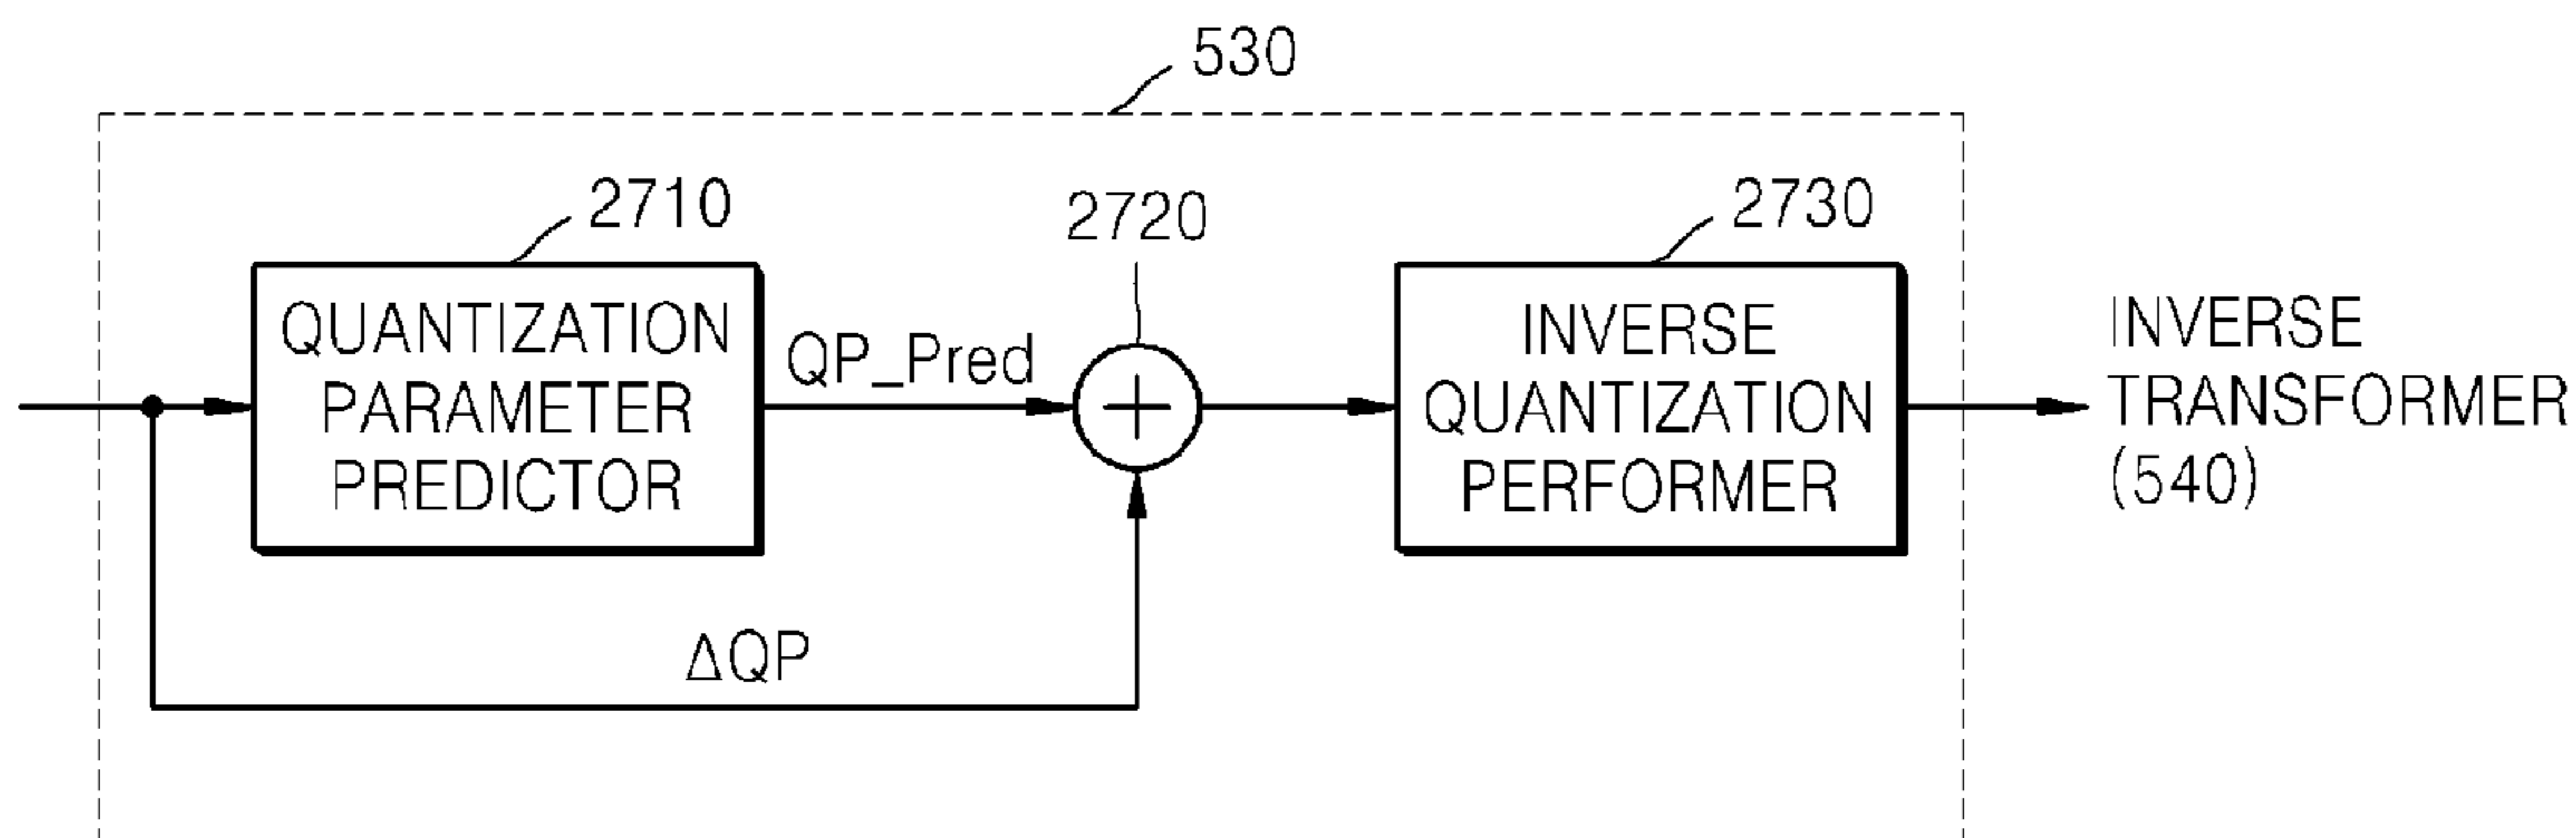 530
2710
2720
2730
QUANTIZATION
PARAMETER
PREDICTOR
QP_Pred
+
INVERSE
QUANTIZATION
PERFORMER
INVERSE
TRANSFORMER
(540)
ΔQP